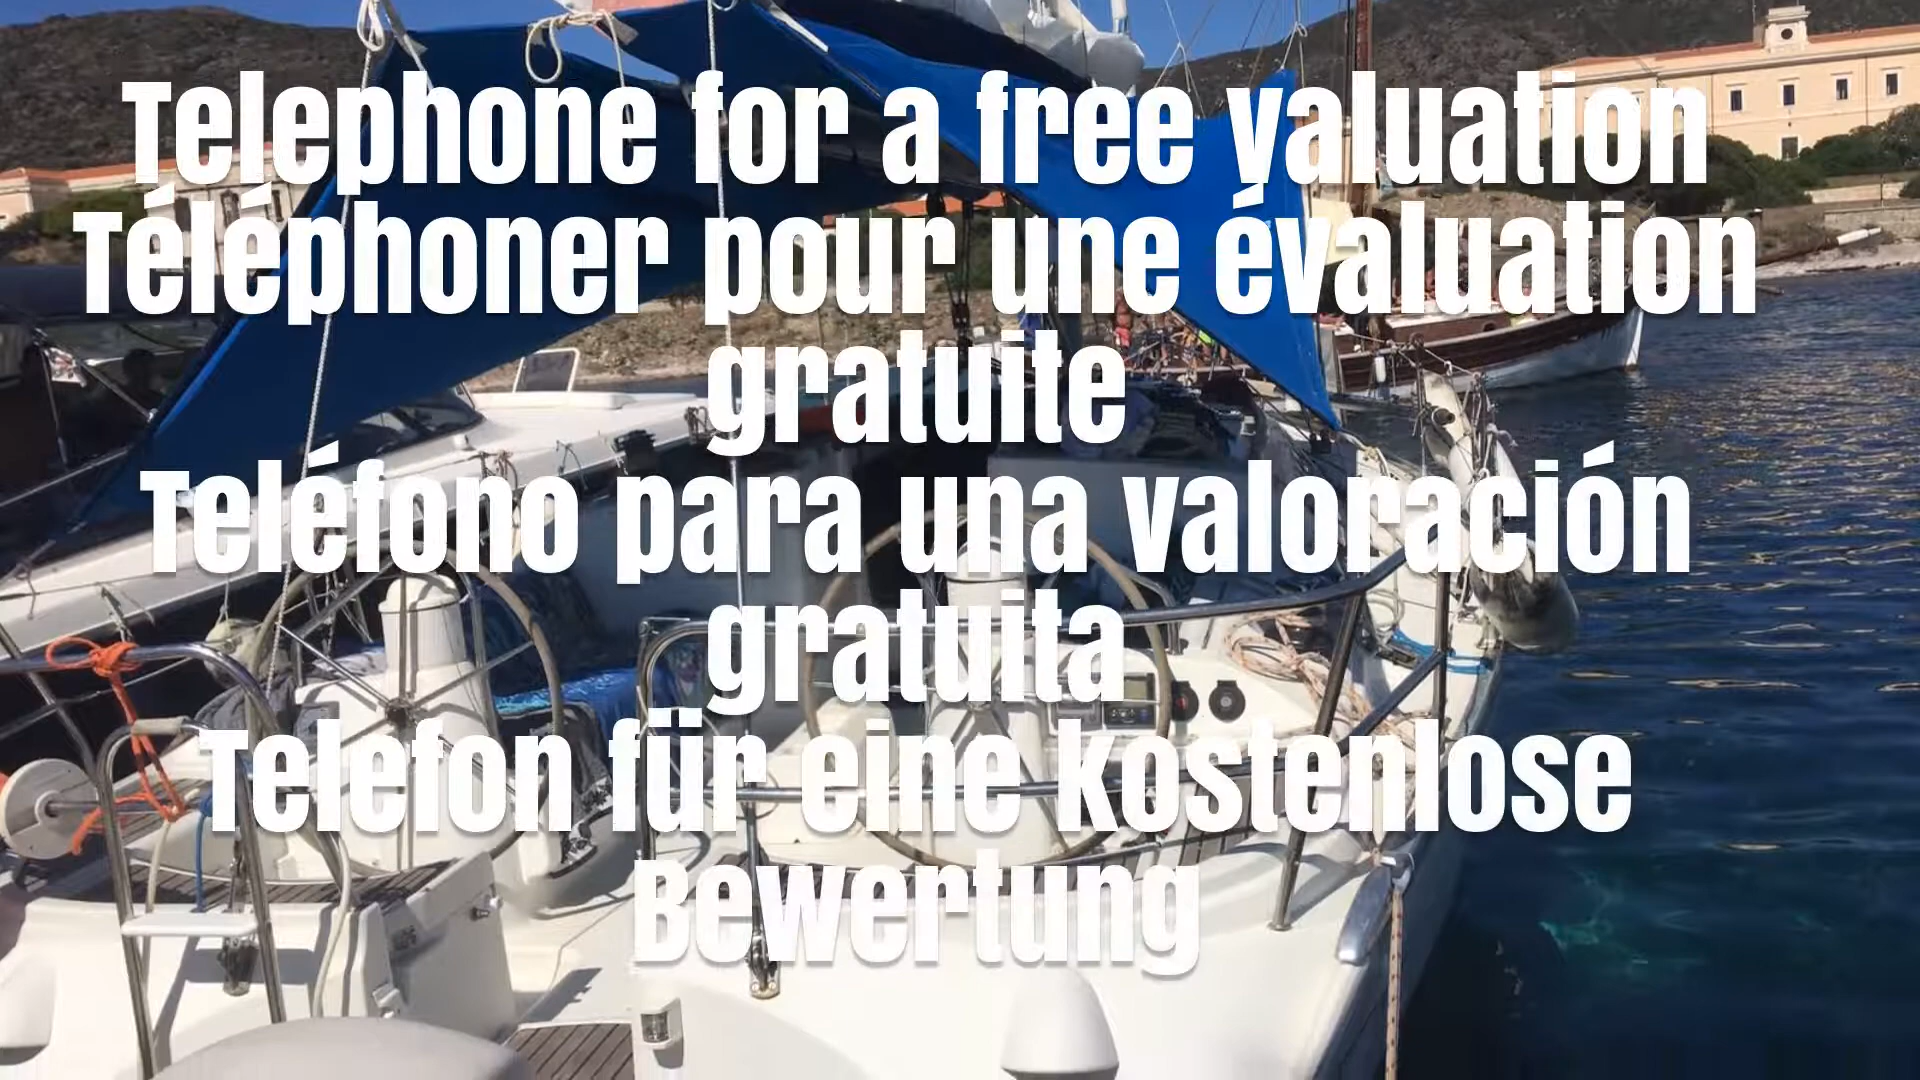 Telephone for a free valuation
Téléphoner pour une évaluation
gratuite
Teléfono para una valoración
gratuita
Telefon für eine kostenlose
Bewertung